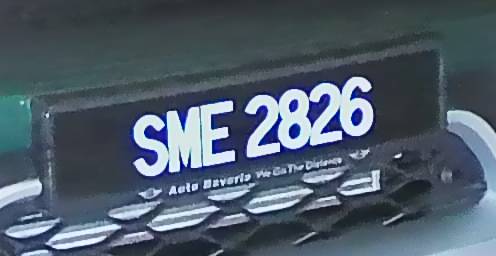 SME 2826
Auto Bavaria We Go The Distance